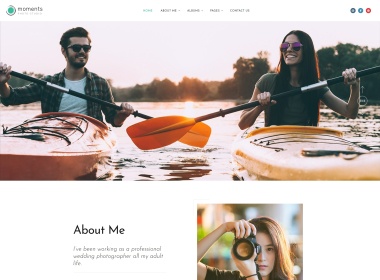 moments
HOME ABOUT ME ALBUMS PAGES CONTACT US
About Me
I've been working as a professional
wedding photographer all my adult
life.